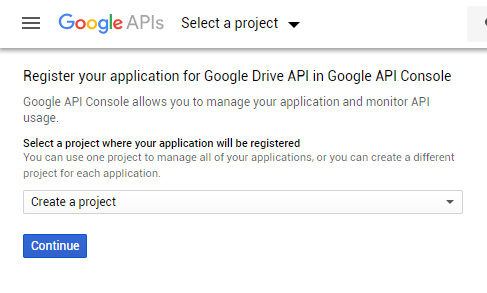 Google APIs Select a project
Register your application for Google Drive API in Google API Console
Google API Console allows you to manage your application and monitor API
usage.
Select a project where your application will be registered
You can use one project to manage all of your applications, or you can create a different
project for each application.
Create a project
Continue